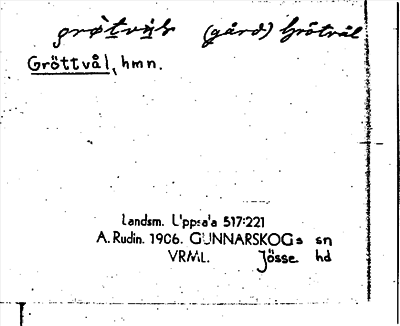 (gård) Grötvål
Gröttvål, hmn.
Landsm. Uppsala 517:221
A. Rudin. 1906. GUNNARSKOGs sn
VRML. Jösse hd